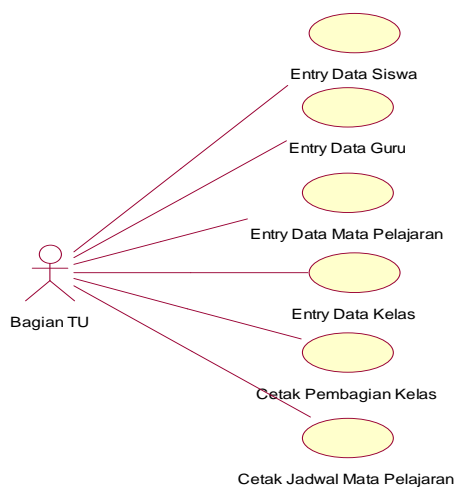 Entry Data Siswa
Entry Data Guru
Entry Data Mata Pelajaran
Entry Data Kelas
Bagian TU
Cetak Pembagian Kelas
Cetak Jadwal Mata Pelajaran